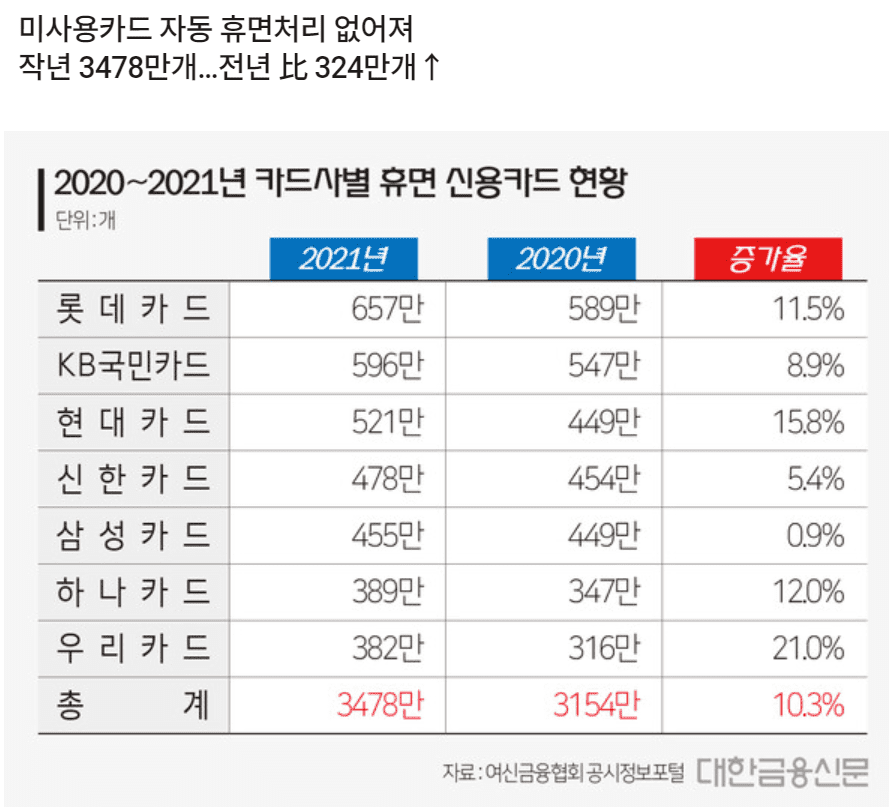 미사용카드 자동 휴면처리 없어져
작년 3478만개...전년 比 324만개↑
2020~2021년 카드사별 휴면 신용카드 현황
단위:개
2021년 2020년 증가율
롯데카드 657만 589만 11.5%
KB국민카드 596만 547만 8.9%
현대카드 521만 449만 15.8%
신한카드 478만 454만 5.4%
삼성카드 455만 449만 0.9%
하나카드 389만 347만 12.0%
우리카드 382만 316만 21.0%
총계 3478만 3154만 10.3%
자료:여신금융협회 공시정보포털 대한금융신문